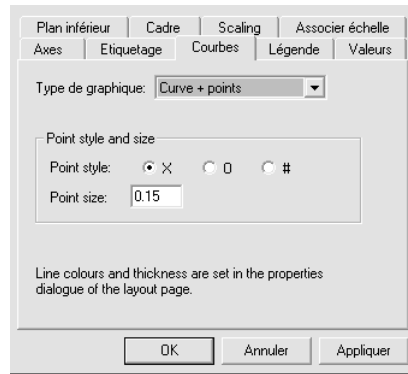 Plan inférieur Cadre Scaling Associer échelle
Axes Etiquetage Courbes Légende Valeurs
Type de graphique: Curve + points
Point style and size
Point style: X O #
Point size: 0.15
Line colours and thickness are set in the properties
dialogue of the layout page.
OK Annuler Appliquer